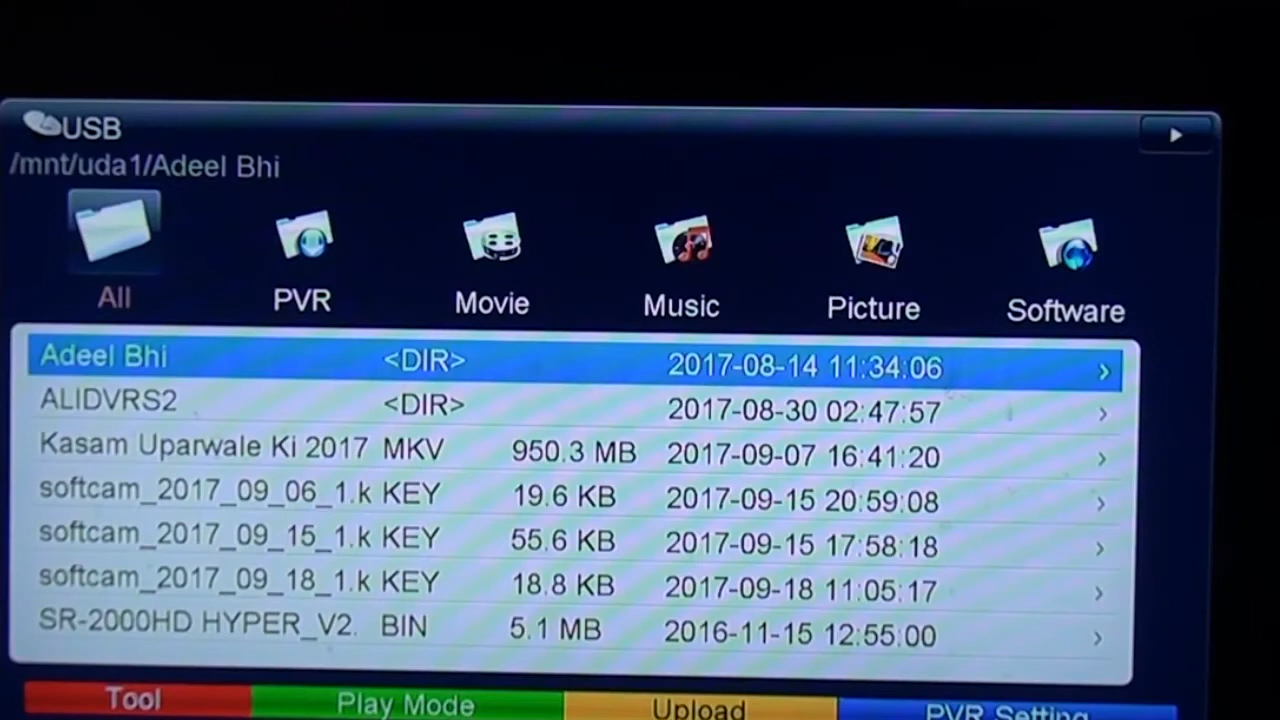 USB
/mnt/uda1/Adeel Bhi
All PVR Movie Music Picture Software
Adeel Bhi <DIR> 2017-08-14 11:34:06 >
ALIDVRS2 <DIR> 2017-08-30 02:47:57 >
Kasam Uparwale Ki 2017 MKV 950.3 MB 2017-09-07 16:41:20 >
softcam_2017_09_06_1.k KEY 19.6 KB 2017-09-15 20:59:08 >
softcam_2017_09_15_1.k KEY 55.6 KB 2017-09-15 17:58:18 >
softcam_2017_09_18_1.k KEY 18.8 KB 2017-09-18 11:05:17 >
SR-2000HD HYPER_V2. BIN 5.1 MB 2016-11-15 12:55:00 >
Tool Play Mode Upload PVR Setting